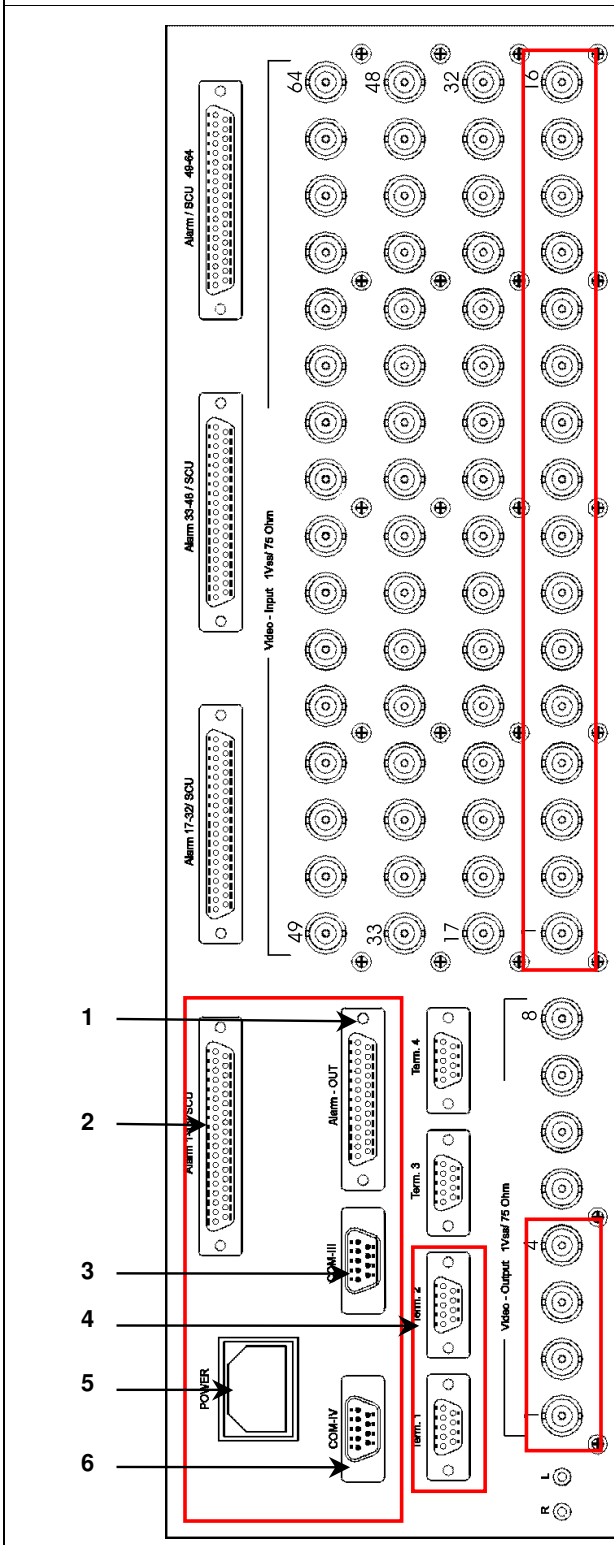 64
48
32
16
Alarm / SCU 49-64
Alarm 33-48 / SCU
Video - Input 1Vss/ 75 Ohm
Alarm 17-32/ SCU
49
33
17
1
1
2
3
4
5
6
Alarm - OUT
Term. 4
8
COM-III
Term. 3
Video - Output 1Vss/ 75 Ohm
4
Term. 2
POWER
COM-IV
Term. 1
1
L
R